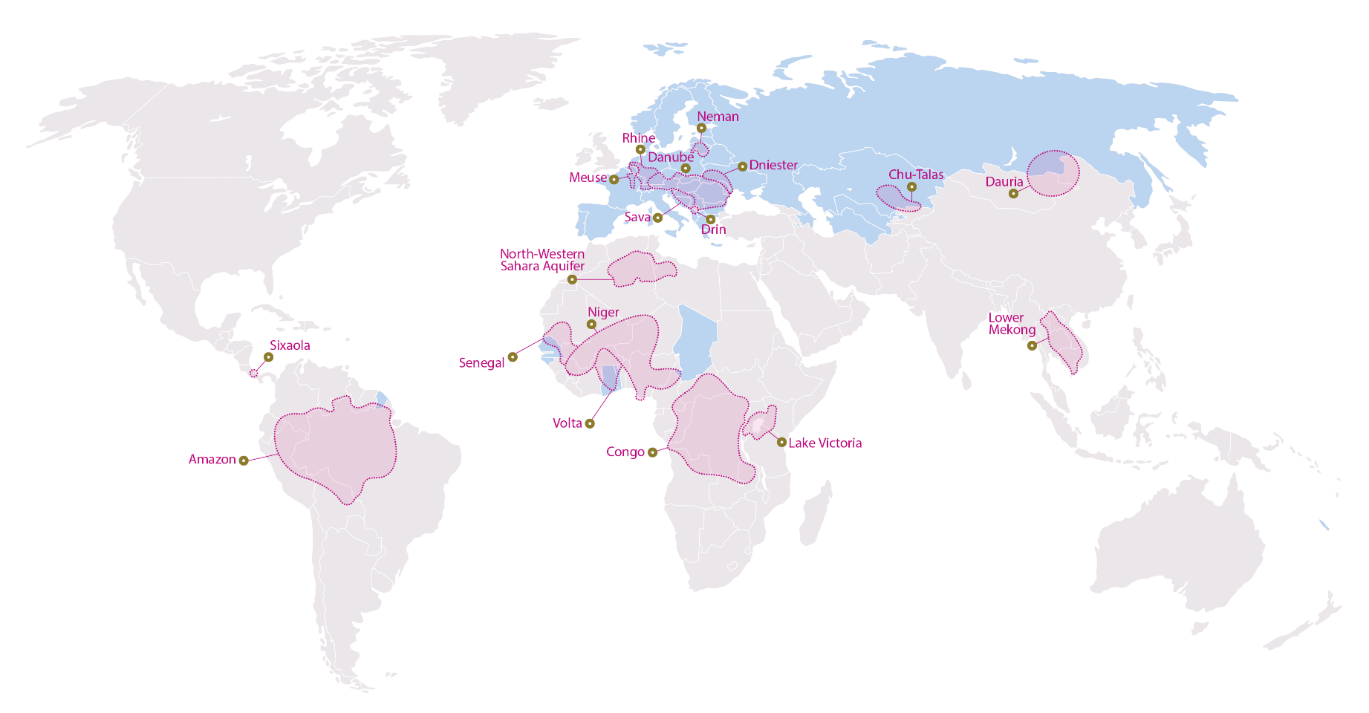 Neman
Rhine
Danube
Dniester
Meuse
Chu-Talas
Dauria
Sava
Drin
North-Western
Sahara Aquifer
Niger
Lower
Mekong
Sixaola
Senegal
Volta
Lake Victoria
Congo
Amazon